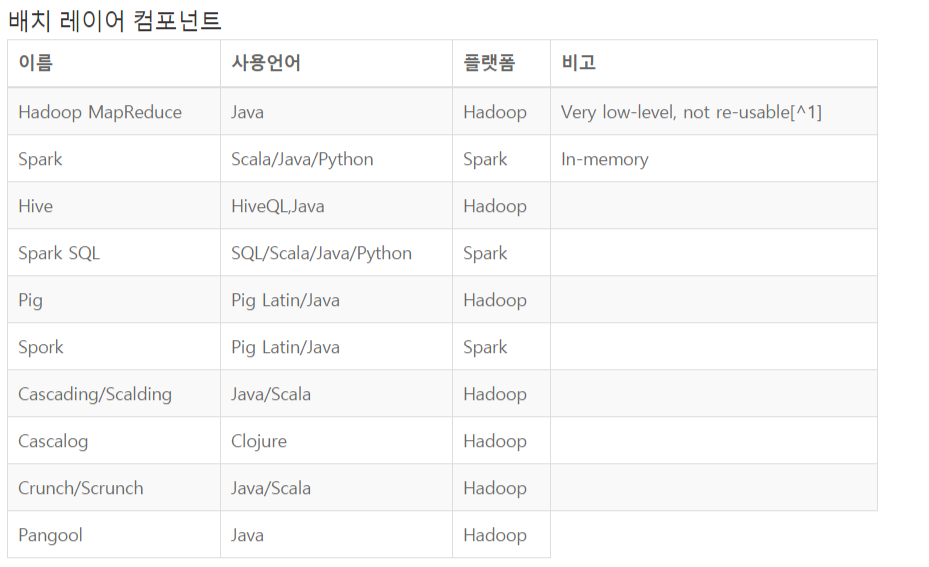 배치 레이어 컴포넌트
이름 사용언어 플랫폼 비고
Hadoop MapReduce Java Hadoop Very low-level, not re-usable[^1]
Spark Scala/Java/Python Spark In-memory
Hive HiveQL,Java Hadoop
Spark SQL SQL/Scala/Java/Python Spark
Pig Pig Latin/Java Hadoop
Spork Pig Latin/Java Spark
Cascading/Scalding Java/Scala Hadoop
Cascalog Clojure Hadoop
Crunch/Scrunch Java/Scala Hadoop
Pangool Java Hadoop